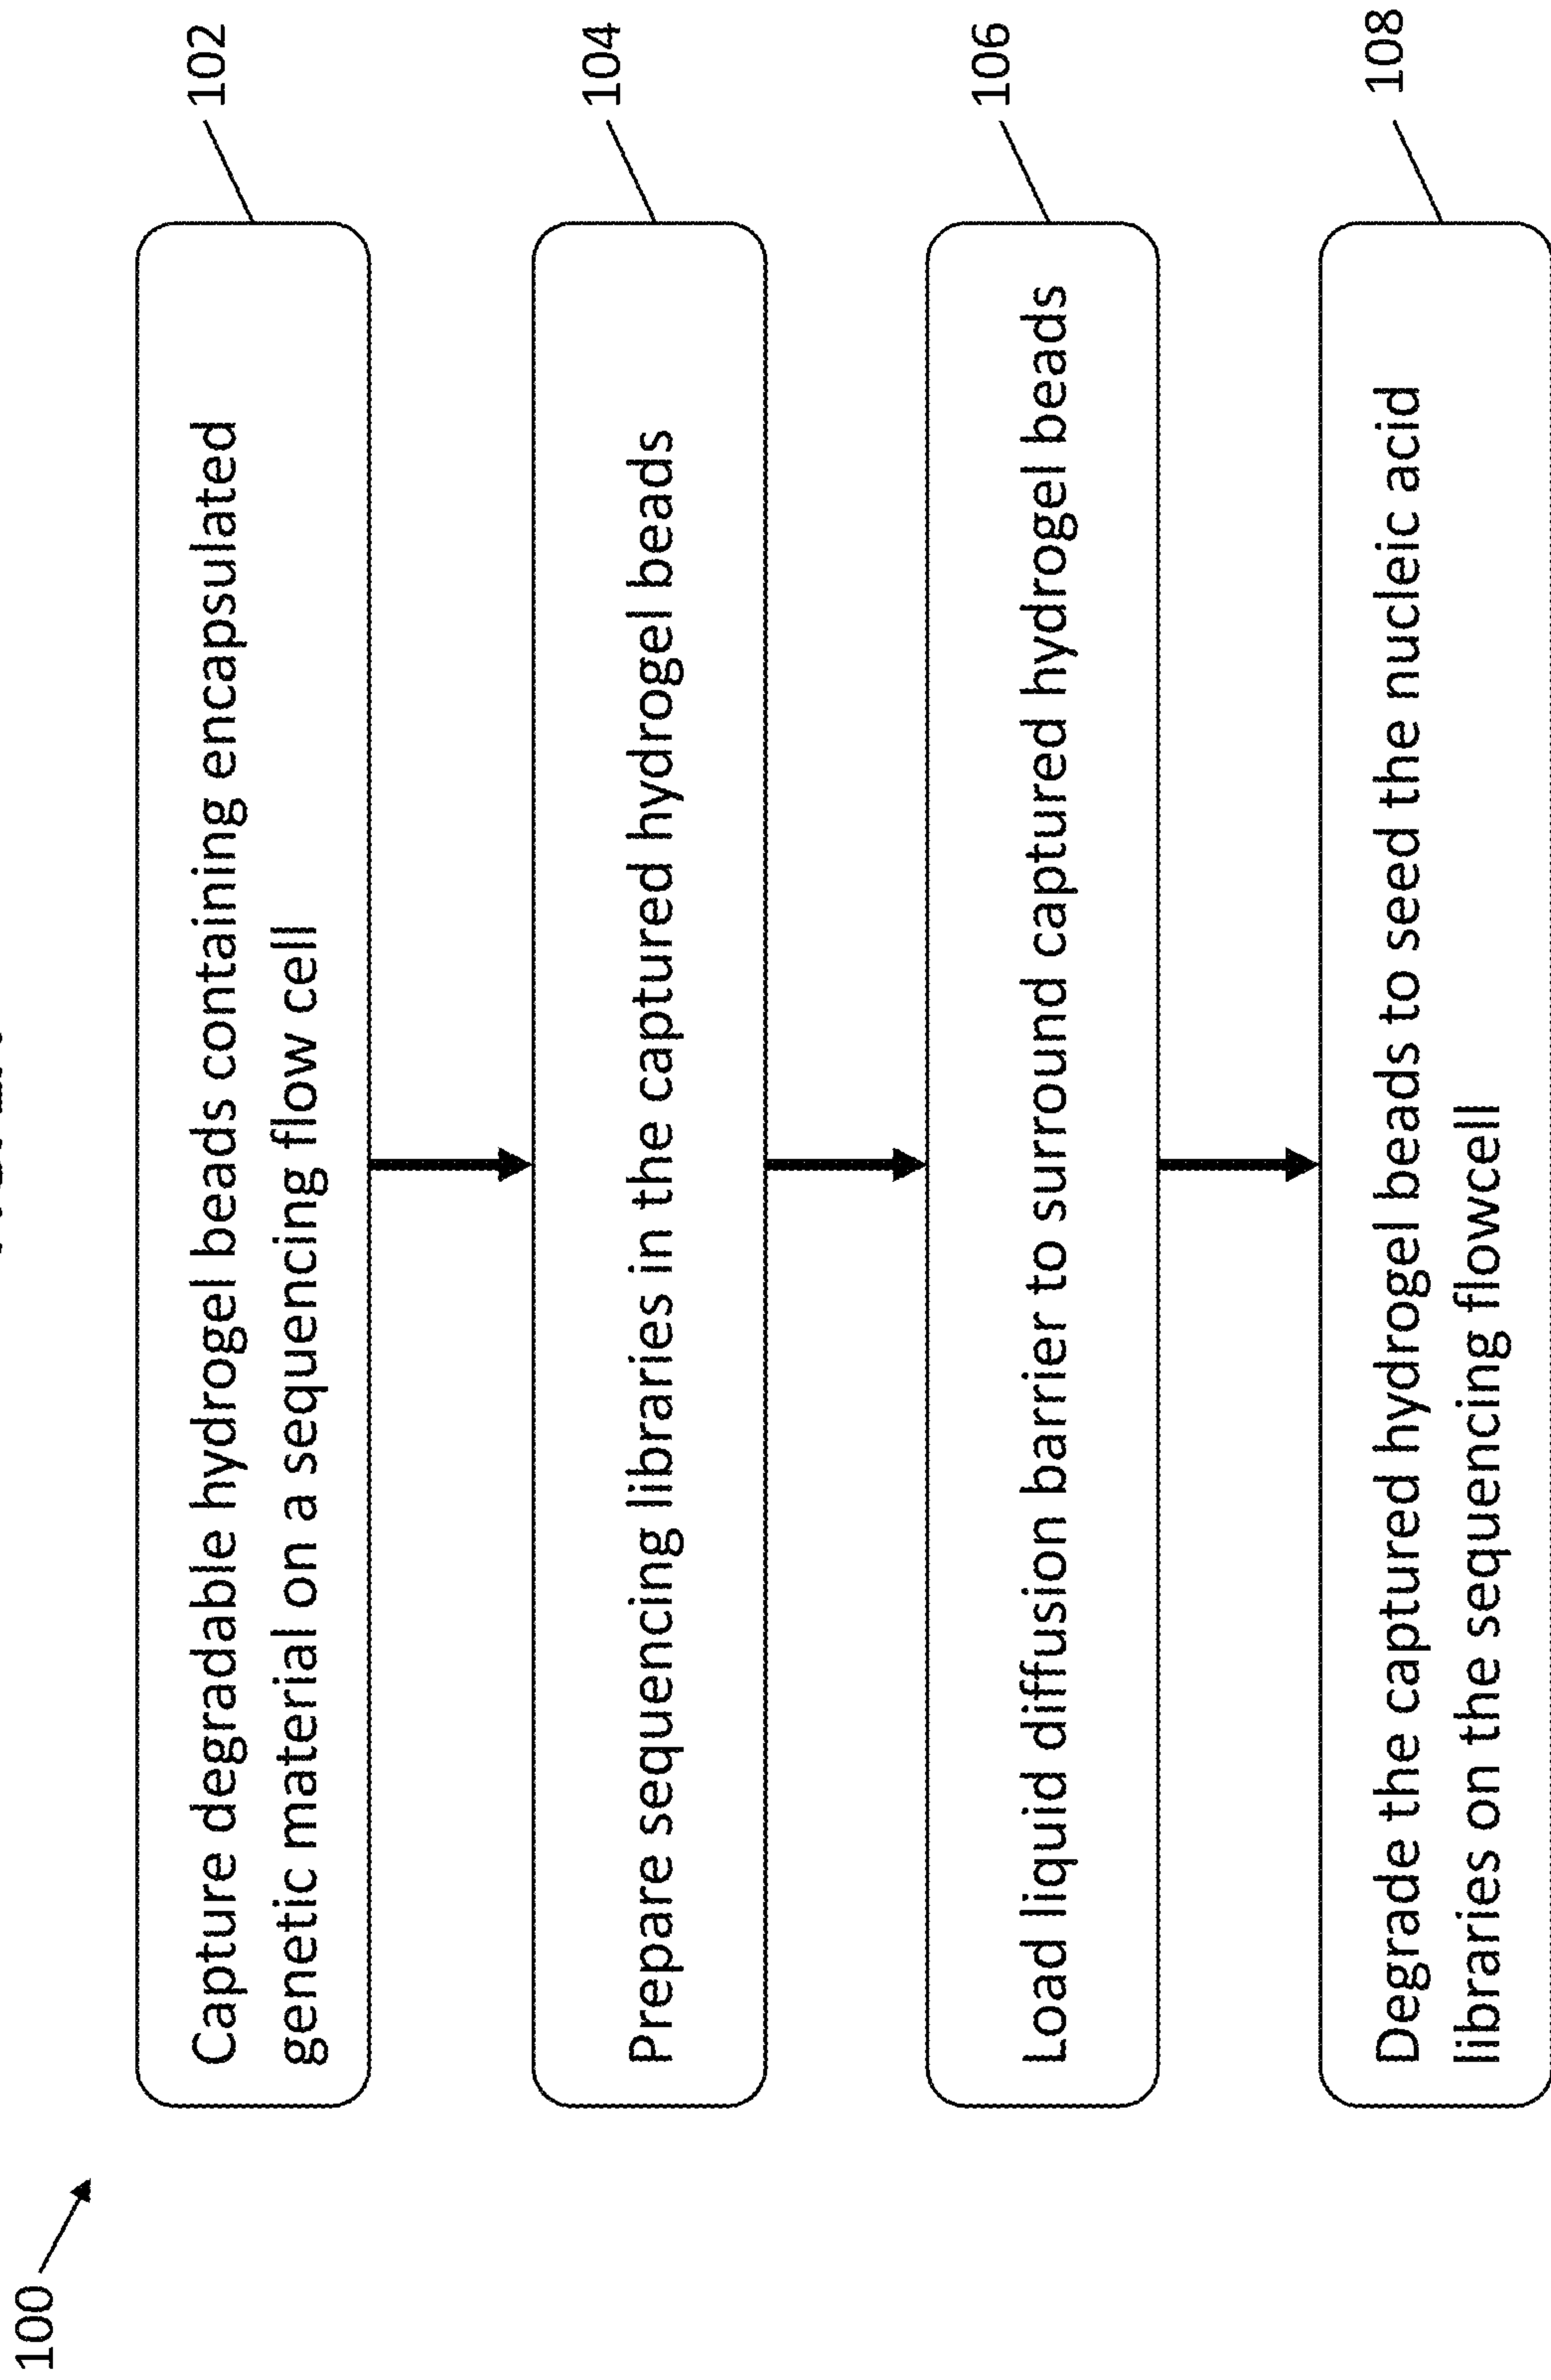 100
Capture degradable hydrogel beads containing encapsulated
genetic material on a sequencing flow cell
102
Prepare sequencing libraries in the captured hydrogel beads
104
Load liquid diffusion barrier to surround captured hydrogel beads
106
Degrade the captured hydrogel beads to seed the nucleic acid
libraries on the sequencing flowcell
108